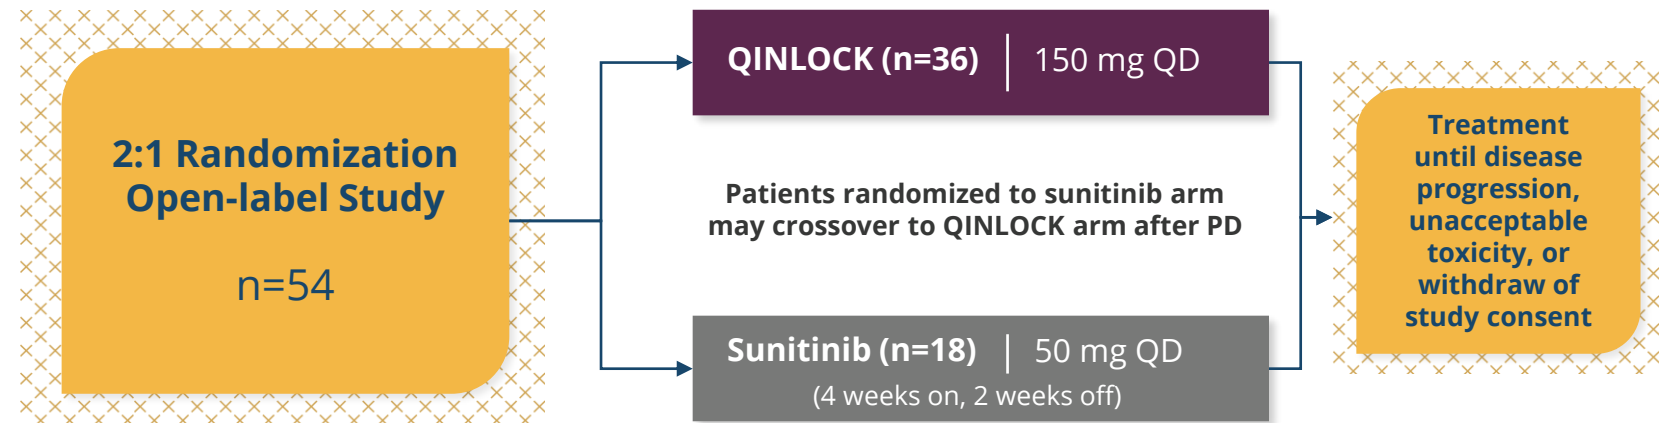 2:1 Randomization
Open-label Study
n=54
QINLOCK (n=36) | 150 mg QD
Patients randomized to sunitinib arm
may crossover to QINLOCK arm after PD
Sunitinib (n=18) | 50 mg QD
(4 weeks on, 2 weeks off)
Treatment
until disease
progression,
unacceptable
toxicity, or
withdraw of
study consent